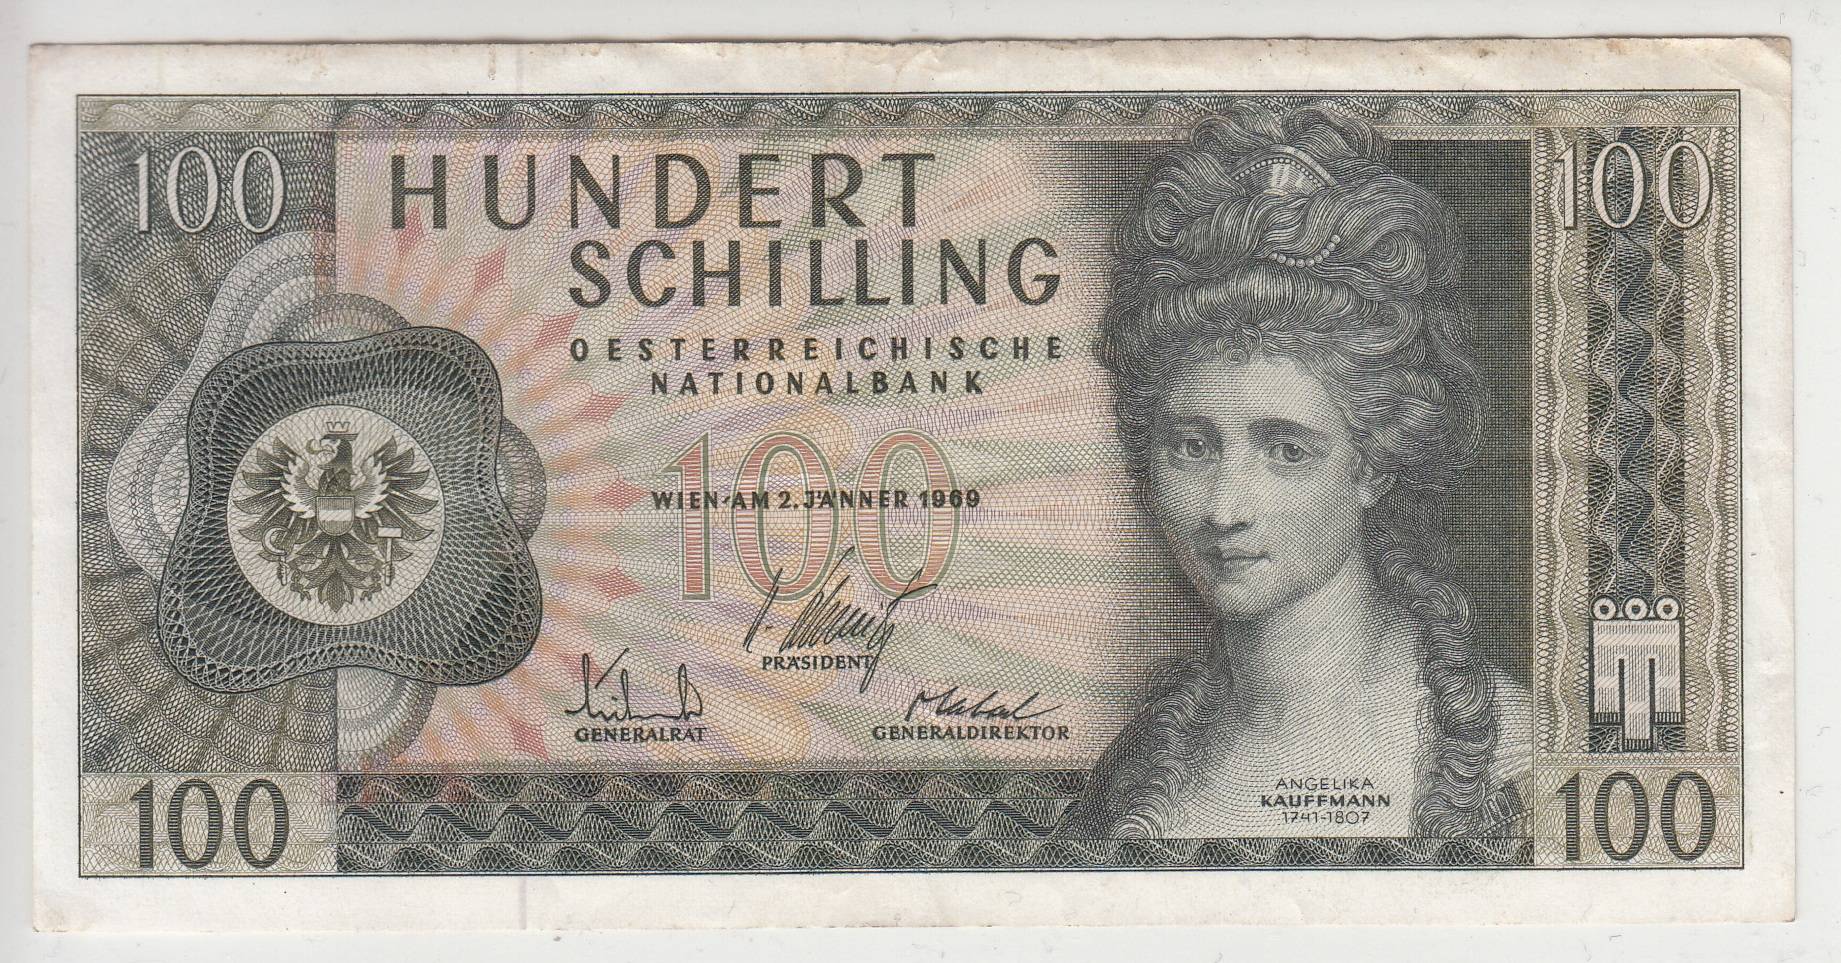 100
HUNDERT
100
SCHILLING
OESTERREICHISCHE
NATIONALBANK
100
WIEN·AM 2. JÄNNER 1969
PRÄSIDENT
GENERALRAT
GENERALDIREKTOR
ANGELIKA
KAUFFMANN
1741-1807
100
100